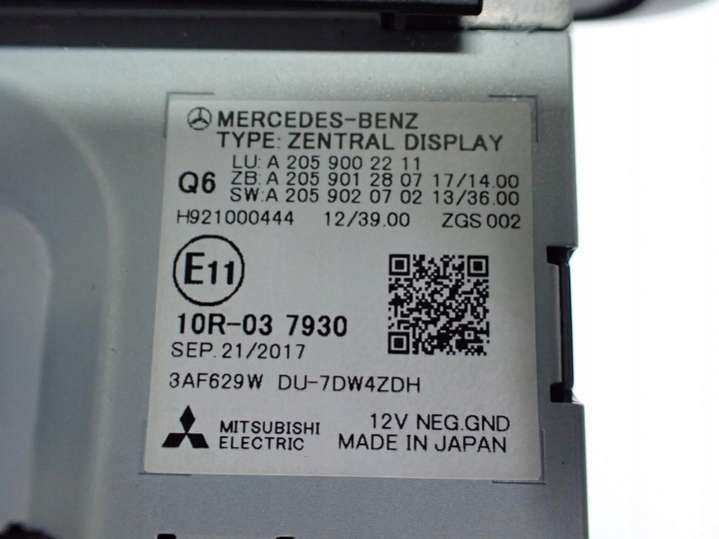 MERCEDES-BENZ
TYPE: ZENTRAL DISPLAY
LU: A 205 900 22 11
Q6 ZB: A 205 901 28 07 17/14.00
SW: A 205 902 07 02 13/36.00
H921000444 12/39.00 ZGS 002
E11
10R-03 7930
SEP. 21/2017
3AF629W DU-7DW4ZDH
MITSUBISHI ELECTRIC
12V NEG.GND
MADE IN JAPAN